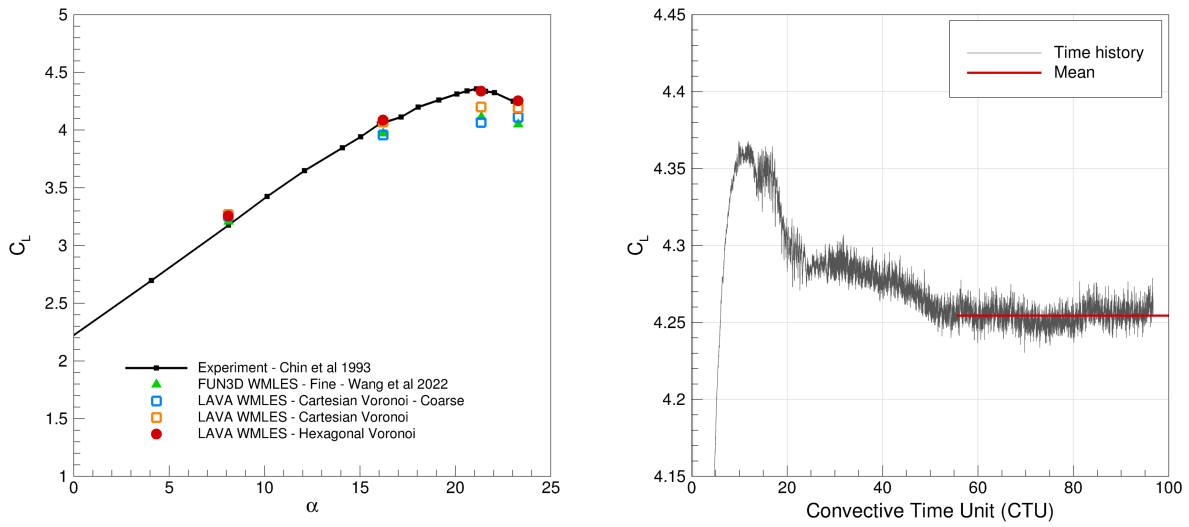 5
4.5
4
3.5
3
2.5
2
1.5
1
0
5
10
15
20
25
C_L
α
Experiment - Chin et al 1993
FUN3D WMLES - Fine - Wang et al 2022
LAVA WMLES - Cartesian Voronoi - Coarse
LAVA WMLES - Cartesian Voronoi
LAVA WMLES - Hexagonal Voronoi
4.45
4.4
4.35
4.3
4.25
4.2
4.15
0
20
40
60
80
100
C_L
Convective Time Unit (CTU)
Time history
Mean